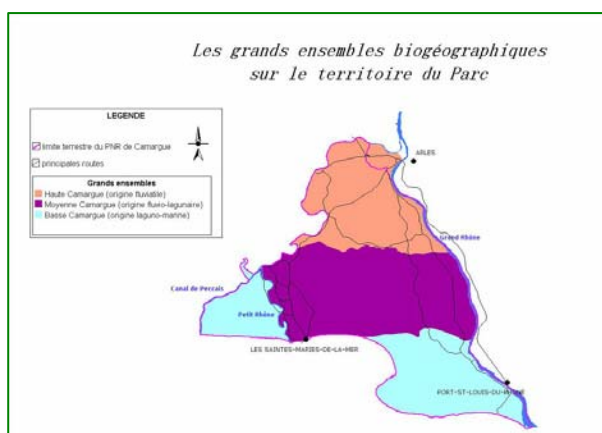 Les grands ensembles biogéographiques
sur le territoire du Parc
LEGENDE
limite terrestre du PNR de Camargue
principales routes
Grands ensembles
Haute Camargue (origine fluviatile)
Moyenne Camargue (origine fluvio-lagunaire)
Basse Camargue (origine laguno-marine)
ARLES
Grand Rhône
Canal de Peccais
Petit Rhône
LES SAINTES-MARIES-DE-LA-MER
PORT-ST-LOUIS-DU-RHONE